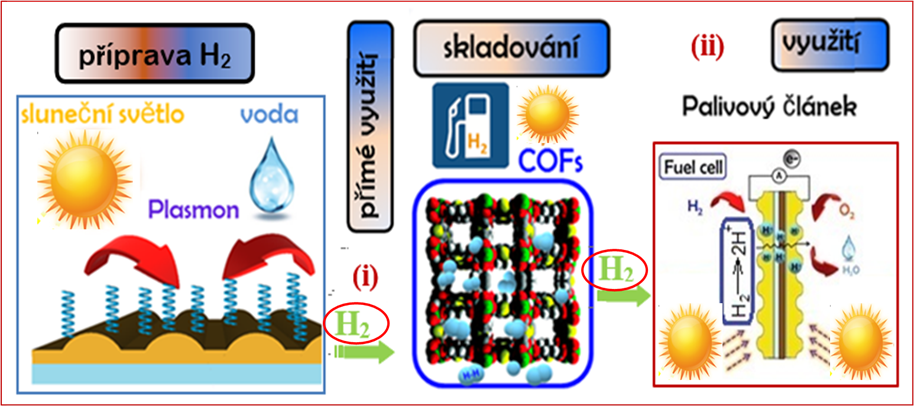 příprava H₂
přímé využití
skladování
(ii)
využití
sluneční světlo
voda
Plasmon
(i)
H₂
H₂
COFs
H-H
H₂
Palivový článek
Fuel cell
e-
A
H₂
O₂
H₂O
H₂ → 2H⁺
H
H
H
H
H